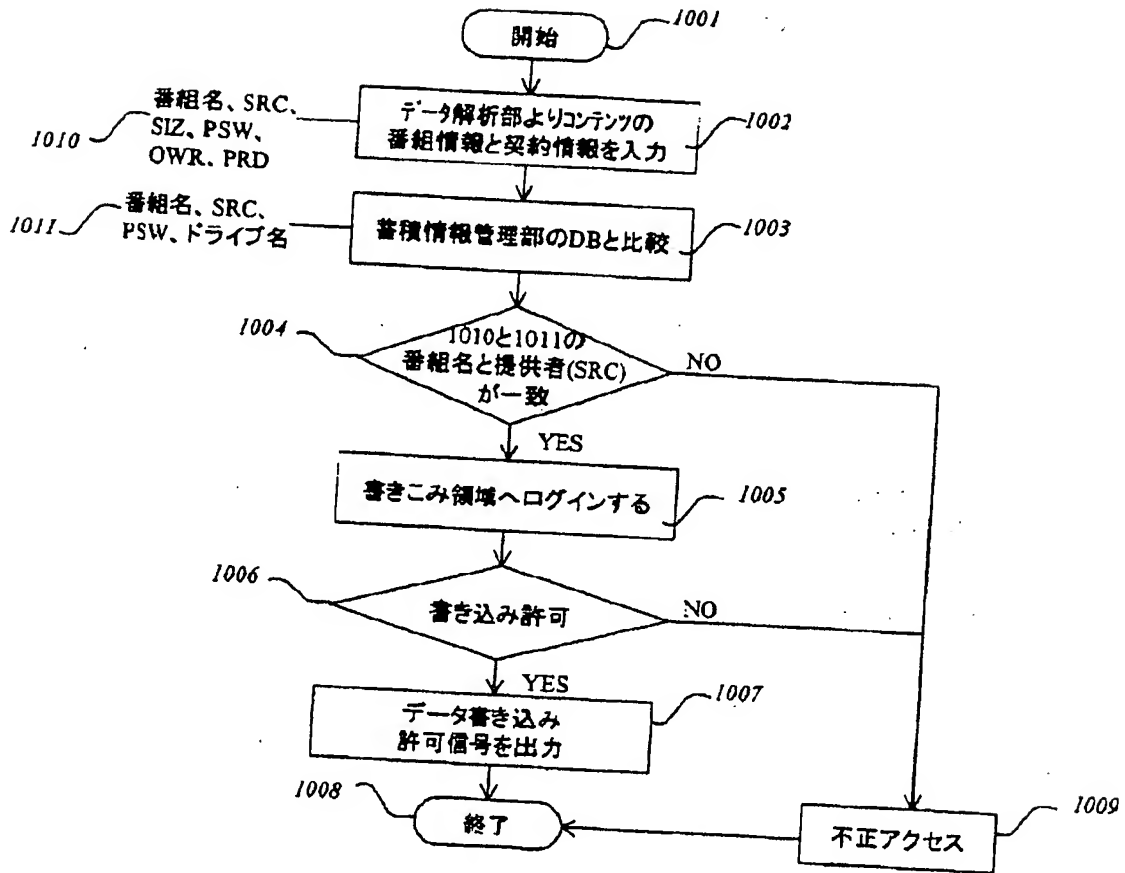 開始
1001
番組名、SRC、
SIZ、PSW、
OWR、PRD
1010
データ解析部よりコンテンツの
番組情報と契約情報を入力
1002
番組名、SRC、
PSW、ドライブ名
1011
蓄積情報管理部のDBと比較
1003
1004
1010と1011の
番組名と提供者(SRC)
が一致
NO
YES
書きこみ領域へログインする
1005
1006
書き込み許可
NO
YES
データ書き込み
許可信号を出力
1007
1008
終了
不正アクセス
1009